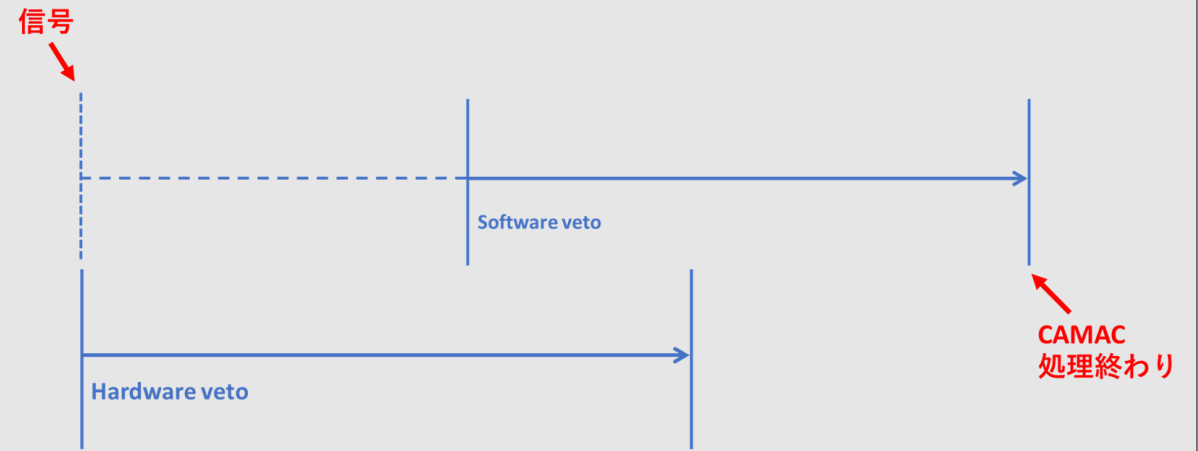 信号
Software veto
Hardware veto
CAMAC
処理終わり